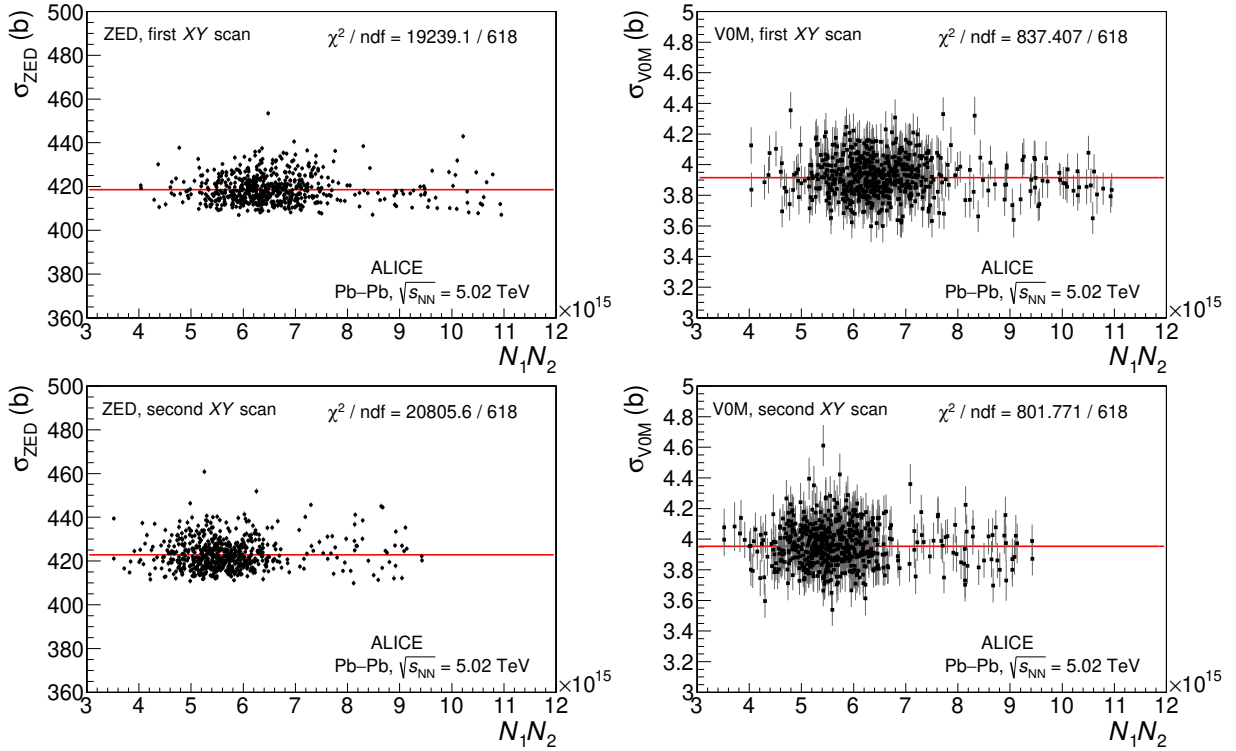 σ_ZED (b)
ZED, first XY scan
χ² / ndf = 19239.1 / 618
500
480
460
440
420
400
380
360
ALICE
Pb–Pb, √s_NN = 5.02 TeV
3 4 5 6 7 8 9 10 11 12
×10¹⁵
N₁N₂
σ_V0M (b)
V0M, first XY scan
χ² / ndf = 837.407 / 618
5
4.8
4.6
4.4
4.2
4
3.8
3.6
3.4
3.2
3
ALICE
Pb–Pb, √s_NN = 5.02 TeV
3 4 5 6 7 8 9 10 11 12
×10¹⁵
N₁N₂
σ_ZED (b)
ZED, second XY scan
χ² / ndf = 20805.6 / 618
500
480
460
440
420
400
380
360
ALICE
Pb–Pb, √s_NN = 5.02 TeV
3 4 5 6 7 8 9 10 11 12
×10¹⁵
N₁N₂
σ_V0M (b)
V0M, second XY scan
χ² / ndf = 801.771 / 618
5
4.8
4.6
4.4
4.2
4
3.8
3.6
3.4
3.2
3
ALICE
Pb–Pb, √s_NN = 5.02 TeV
3 4 5 6 7 8 9 10 11 12
×10¹⁵
N₁N₂